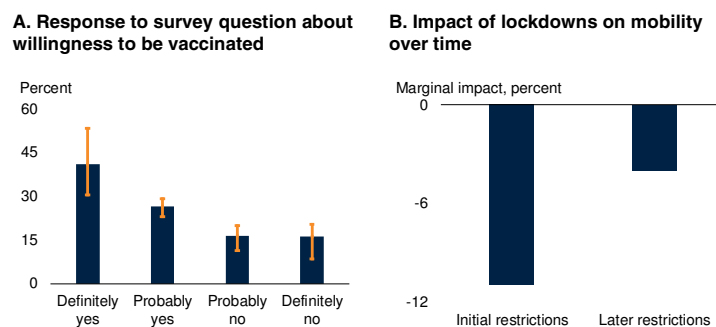 A. Response to survey question about
willingness to be vaccinated
Percent
60
45
30
15
0
Definitely
yes
Probably
yes
Probably
no
Definitely
no
B. Impact of lockdowns on mobility
over time
Marginal impact, percent
0
-6
-12
Initial restrictions
Later restrictions